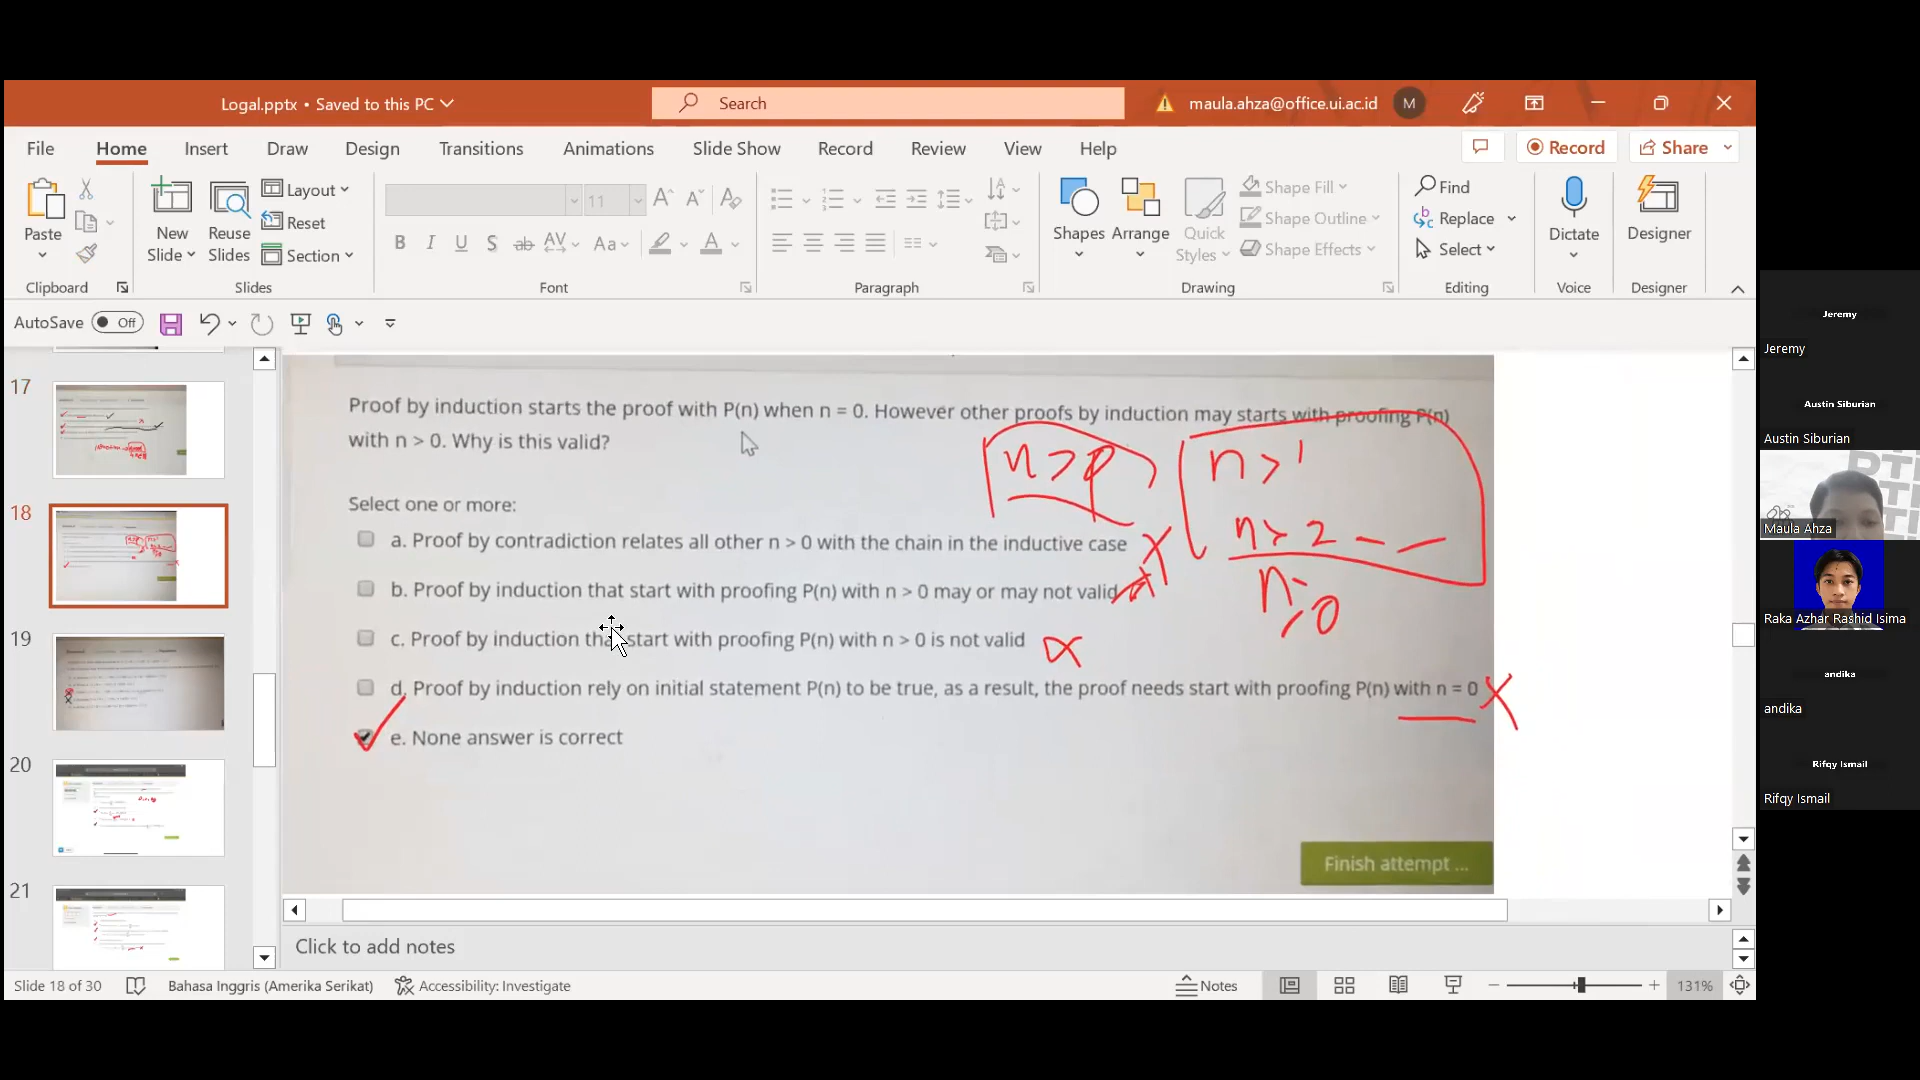 Logal.pptx • Saved to this PC
Search
maula.ahza@office.ui.ac.id
M
File
Home
Insert
Draw
Design
Transitions
Animations
Slide Show
Record
Review
View
Help
Record
Share
Paste
New
Slide
Reuse
Slides
Layout
Reset
Section
11
B
I
U
S
ab
AV
Aa
A
Shapes
Arrange
Quick
Styles
Shape Fill
Shape Outline
Shape Effects
Find
Replace
Select
Dictate
Designer
Clipboard
Slides
Font
Paragraph
Drawing
Editing
Voice
Designer
AutoSave
Off
17
18
19
20
21
Proof by induction starts the proof with P(n) when n = 0. However other proofs by induction may starts with proofing P(n)
with n > 0. Why is this valid?
n > p
n > 1
n > 2 - -
n > 0
Select one or more:
a. Proof by contradiction relates all other n > 0 with the chain in the inductive case
b. Proof by induction that start with proofing P(n) with n > 0 may or may not valid
c. Proof by induction that start with proofing P(n) with n > 0 is not valid
d. Proof by induction rely on initial statement P(n) to be true, as a result, the proof needs start with proofing P(n) with n = 0
e. None answer is correct
Finish attempt ...
Click to add notes
Slide 18 of 30
Bahasa Inggris (Amerika Serikat)
Accessibility: Investigate
Notes
131%
Jeremy
Jeremy
Austin Siburian
Austin Siburian
Maula Ahza
Raka Azhar Rashid Isima
andika
andika
Rifqy Ismail
Rifqy Ismail